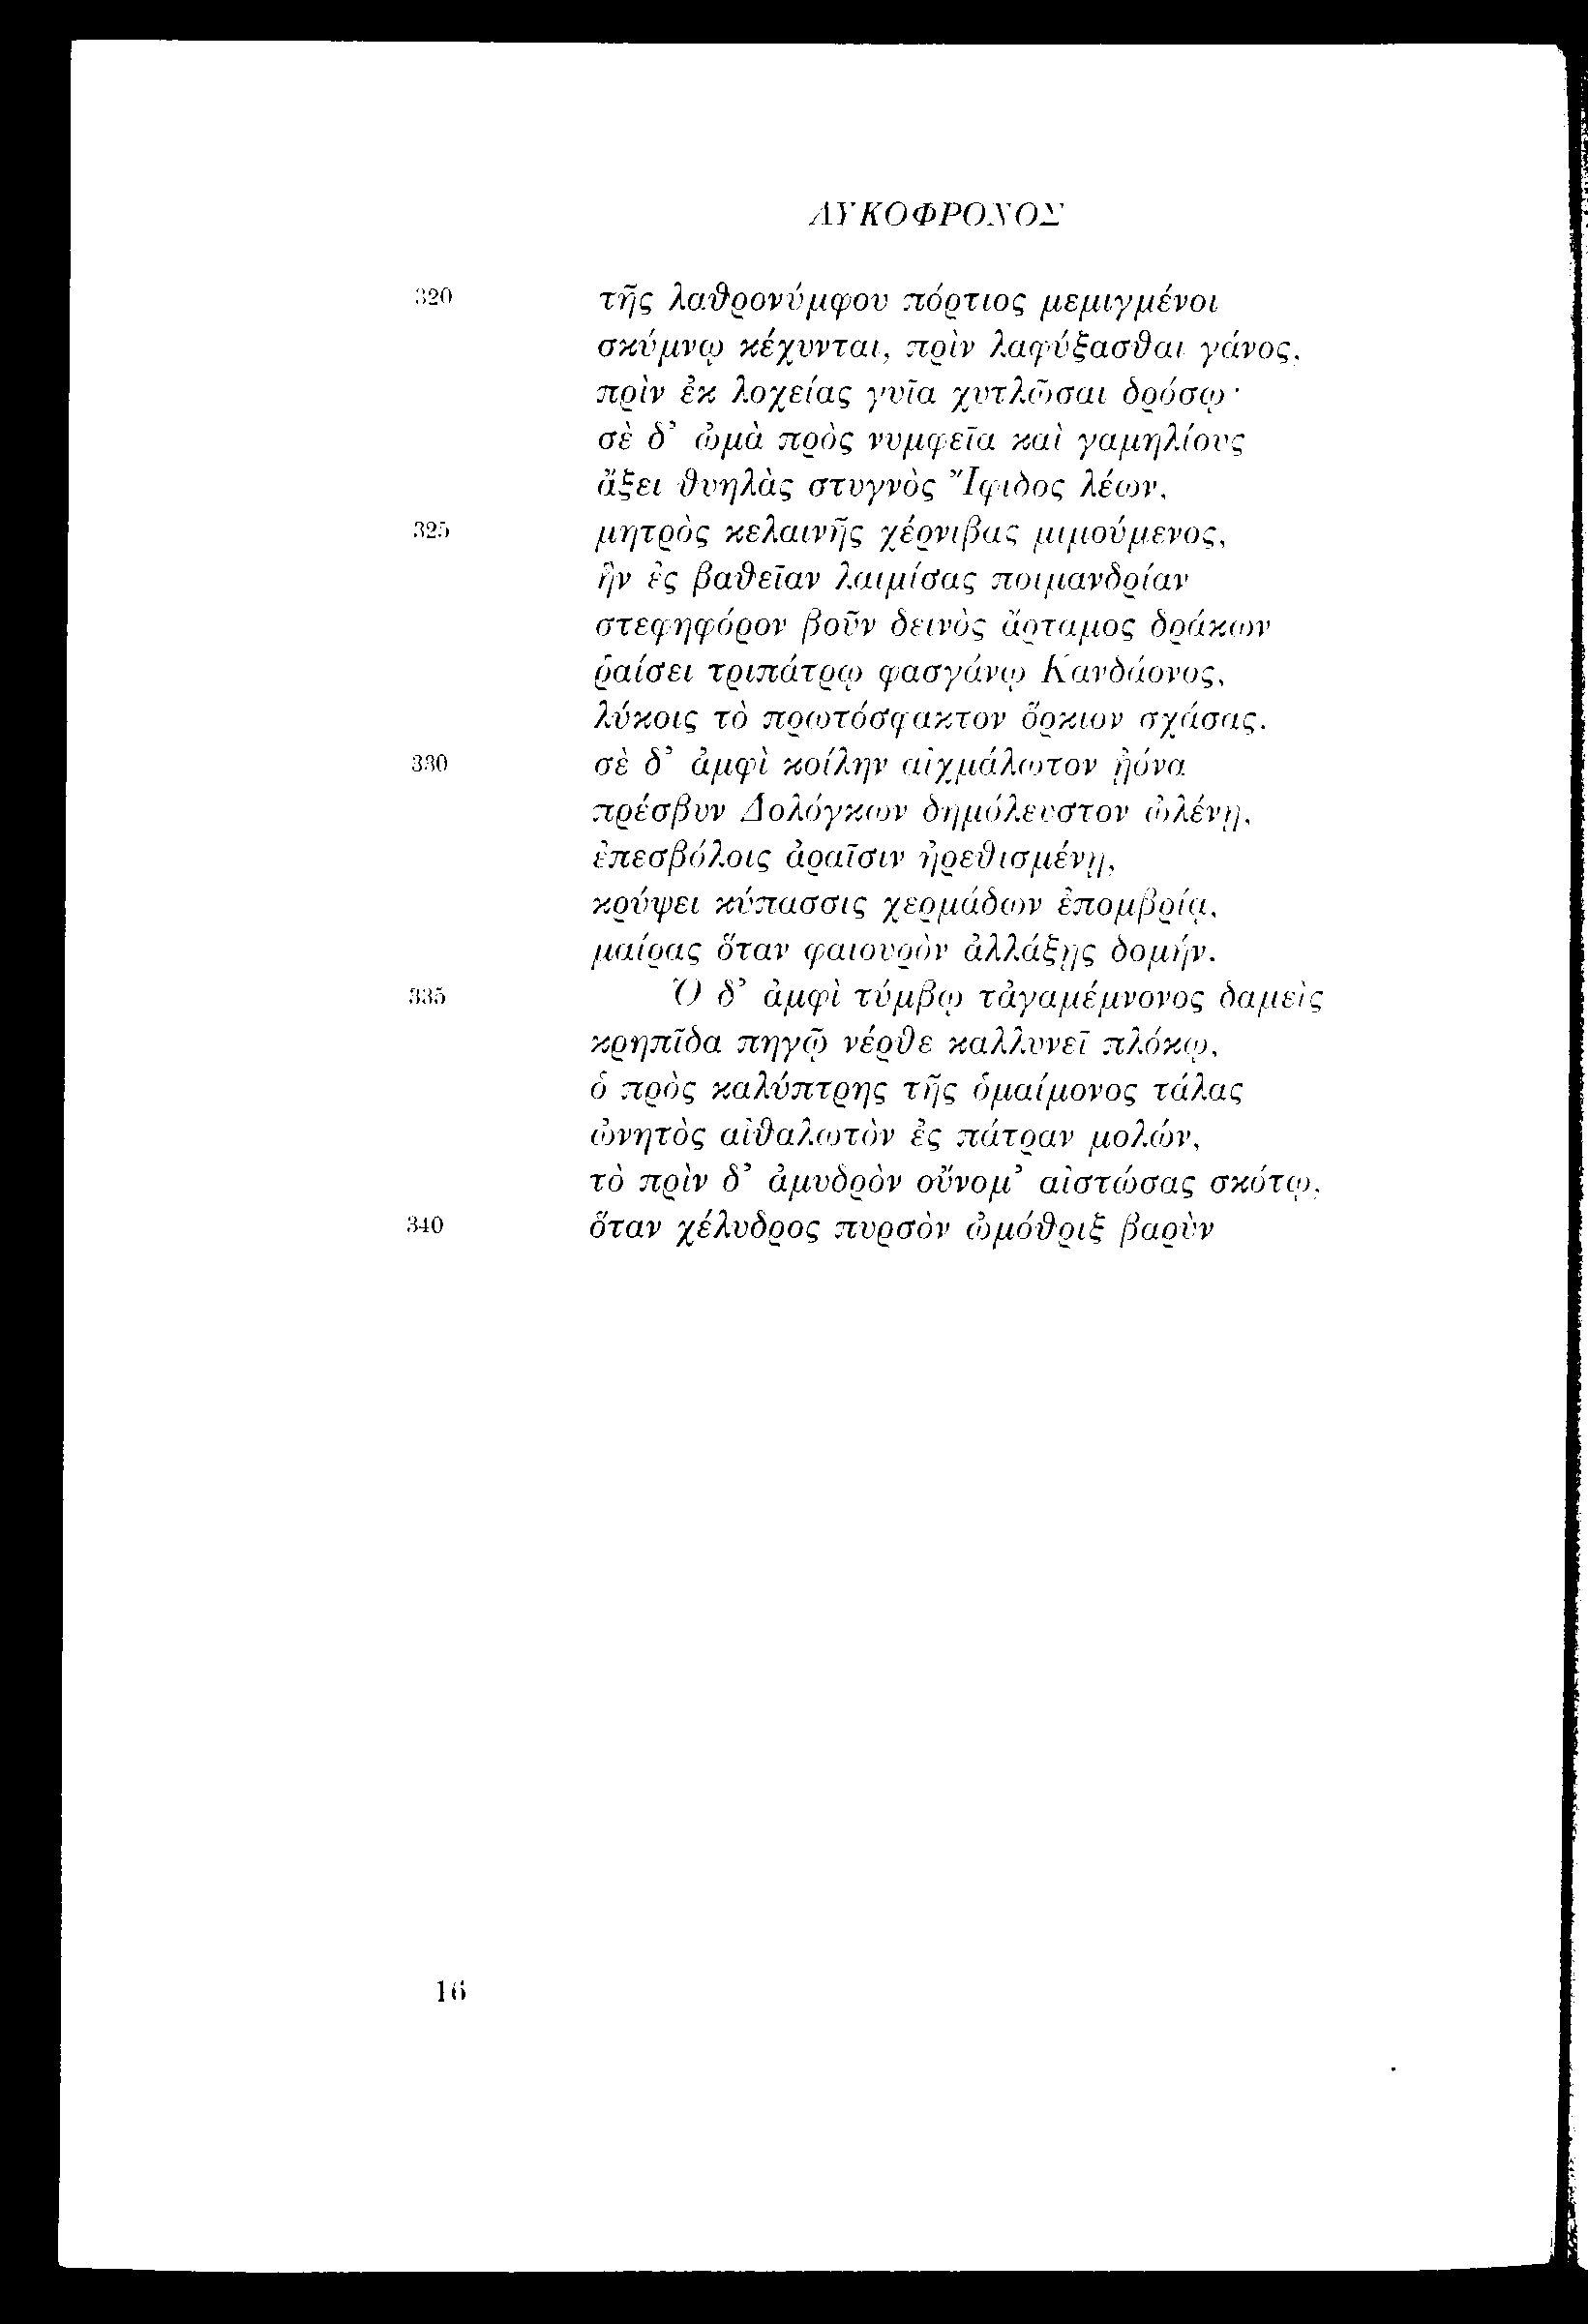 ΛΥΚΟΦΡΟΝΟΣ
320 τῆς λαθρονύμφου πόρτιος μεμιγμένοι
σκύμνῳ κέχυνται, πρὶν λαφύξασθαι γάνος,
πρὶν ἐκ λοχείας γυῖα χυτλῶσαι δρόσῳ·
σὲ δ’ ὠμὰ πρὸς νυμφεῖα καὶ γαμηλίους
ἄξει θυηλὰς στυγνὸς Ἴφιδος λέων,
325 μητρὸς κελαινῆς χέρνιβας μιμούμενος,
ἣν ἐς βαθεῖαν λαιμίσας ποιμανδρίαν
στεφηφόρον βοῦν δεινὸς ἄρταμος δράκων
ῥαίσει τριπάτρῳ φασγάνῳ Κανδάονος,
λύκοις τὸ πρωτόσφακτον ὅρκιον σχάσας.
330 σὲ δ’ ἀμφὶ κοίλην αἰχμάλωτον ᾐόνα
πρέσβυν Δολόγκων δημόλευστον ὠλένῃ,
ἐπεσβόλοις ἀραῖσιν ἠρεθισμένῃ,
κρύψει κύπασσις χερμάδων ἐπομβρίᾳ,
μαίρας ὅταν φαιουρὸν ἀλλάξῃς δομήν.
335 Ὁ δ’ ἀμφὶ τύμβῳ τἀγαμέμνονος δαμεὶς
κρηπῖδα πηγῷ νέρθε καλλυνεῖ πλόκῳ,
ὁ πρὸς καλύπτρης τῆς ὁμαίμονος τάλας
ὠνητὸς αἰθαλωτὸν ἐς πάτραν μολών,
τὸ πρὶν δ’ ἀμυδρὸν οὔνομ’ αἰστώσας σκότῳ,
340 ὅταν χέλυδρος πυρσὸν ὠμόθριξ βαρὺν
16